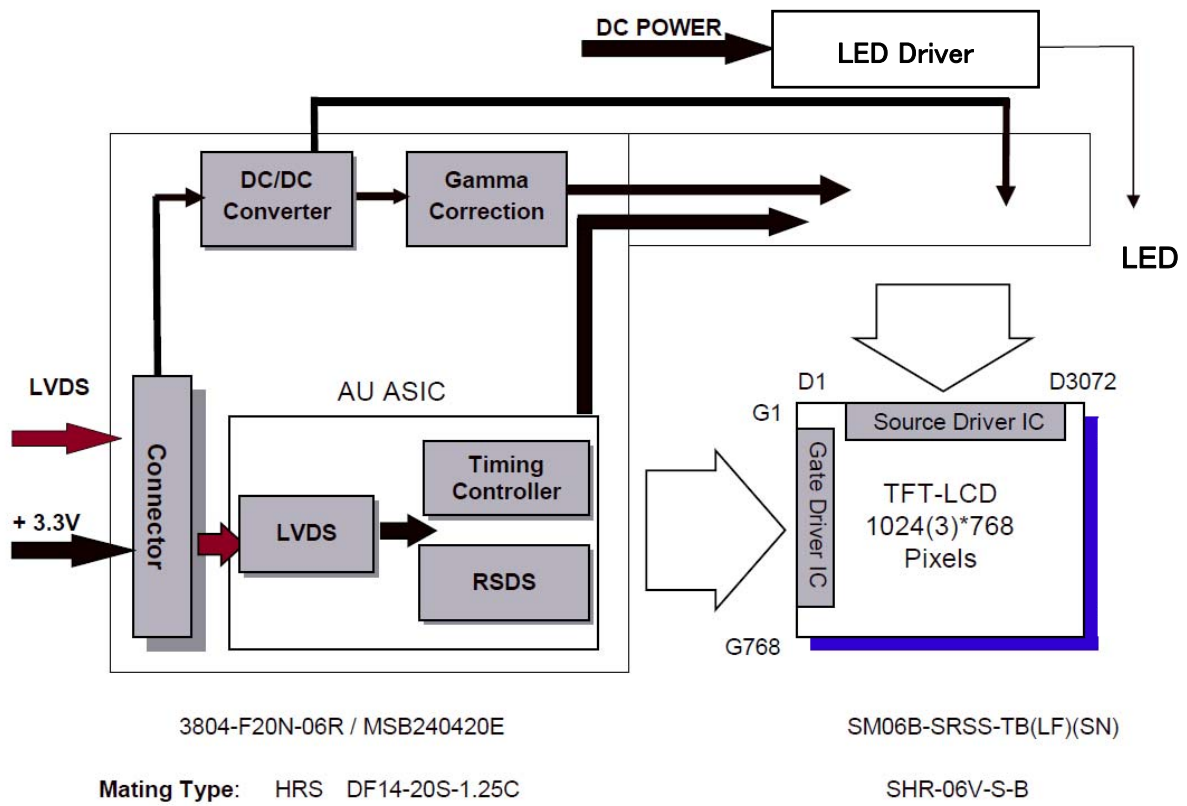 DC POWER
LED Driver
DC/DC
Converter
Gamma
Correction
LED
LVDS
AU ASIC
D1
D3072
G1
Source Driver IC
Connector
Timing
Controller
Gate Driver IC
TFT-LCD
1024(3)*768
Pixels
+ 3.3V
LVDS
RSDS
G768
3804-F20N-06R / MSB240420E
SM06B-SRSS-TB(LF)(SN)
Mating Type: HRS DF14-20S-1.25C
SHR-06V-S-B